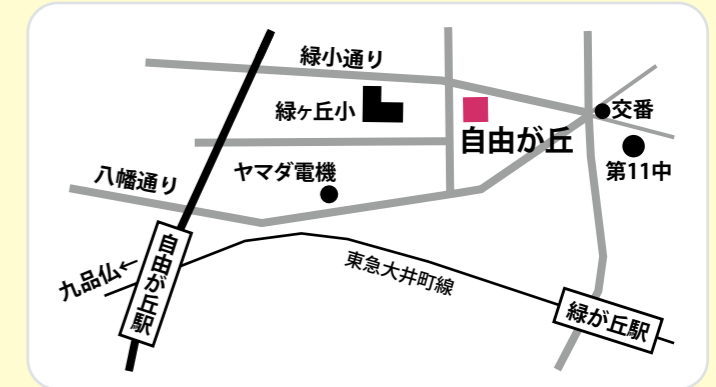 緑小通り
緑ヶ丘小
交番
自由が丘
ヤマダ電機
第11中
八幡通り
自由が丘駅
九品仏←
東急大井町線
緑が丘駅